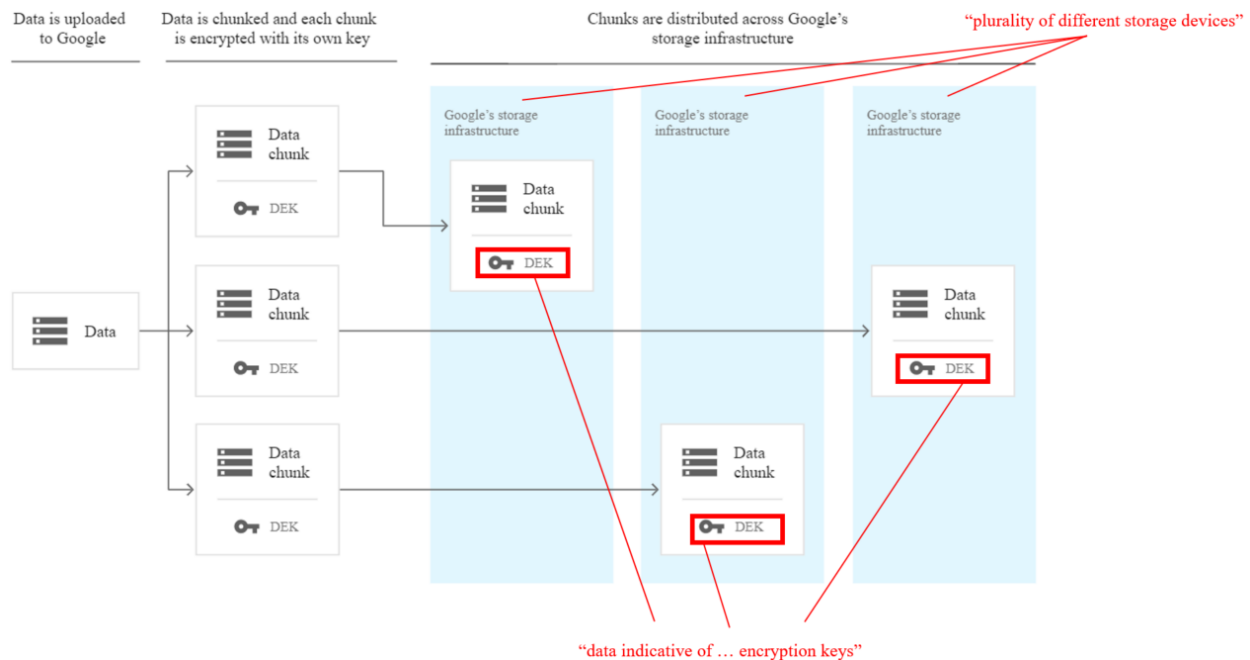 Data is uploaded
to Google
Data is chunked and each chunk
is encrypted with its own key
Chunks are distributed across Google's
storage infrastructure
“plurality of different storage devices”
Google's storage
infrastructure
Google's storage
infrastructure
Google's storage
infrastructure
Data
chunk
DEK
Data
chunk
DEK
Data
Data
chunk
DEK
Data
chunk
DEK
Data
chunk
DEK
Data
chunk
DEK
“data indicative of … encryption keys”